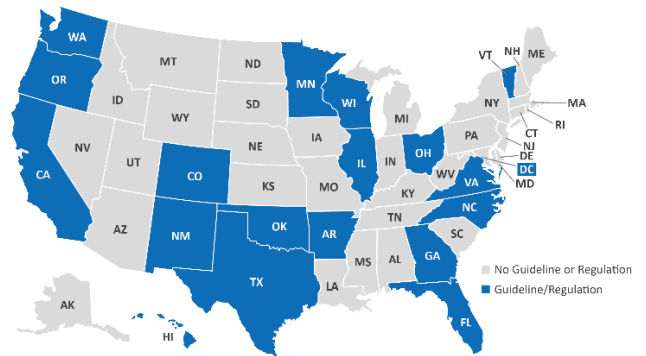 WA
MT
ND
MN
VT
NH
ME
OR
ID
SD
WI
MI
NY
MA
RI
CT
WY
NE
IA
PA
NJ
NV
UT
CO
KS
MO
IL
IN
OH
WV
VA
DE
DC
MD
CA
KY
NC
AZ
NM
OK
AR
TN
SC
TX
LA
MS
AL
GA
FL
AK
HI
No Guideline or Regulation
Guideline/Regulation